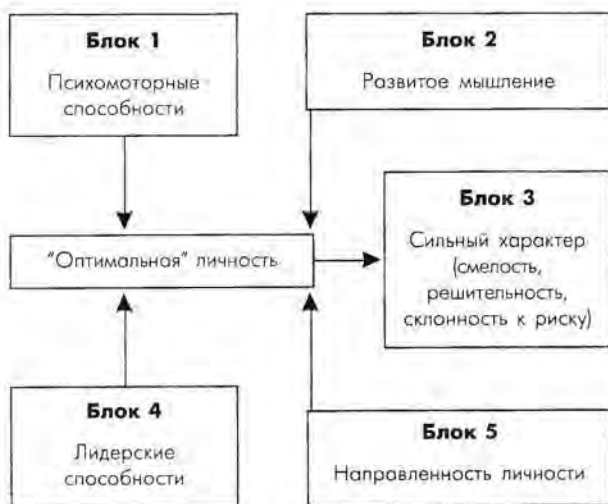 Блок 1
Психомоторные
способности
Блок 2
Развитое мышление
"Оптимальная" личность
Блок 3
Сильный характер
(смелость,
решительность,
склонность к риску)
Блок 4
Лидерские
способности
Блок 5
Направленность личности